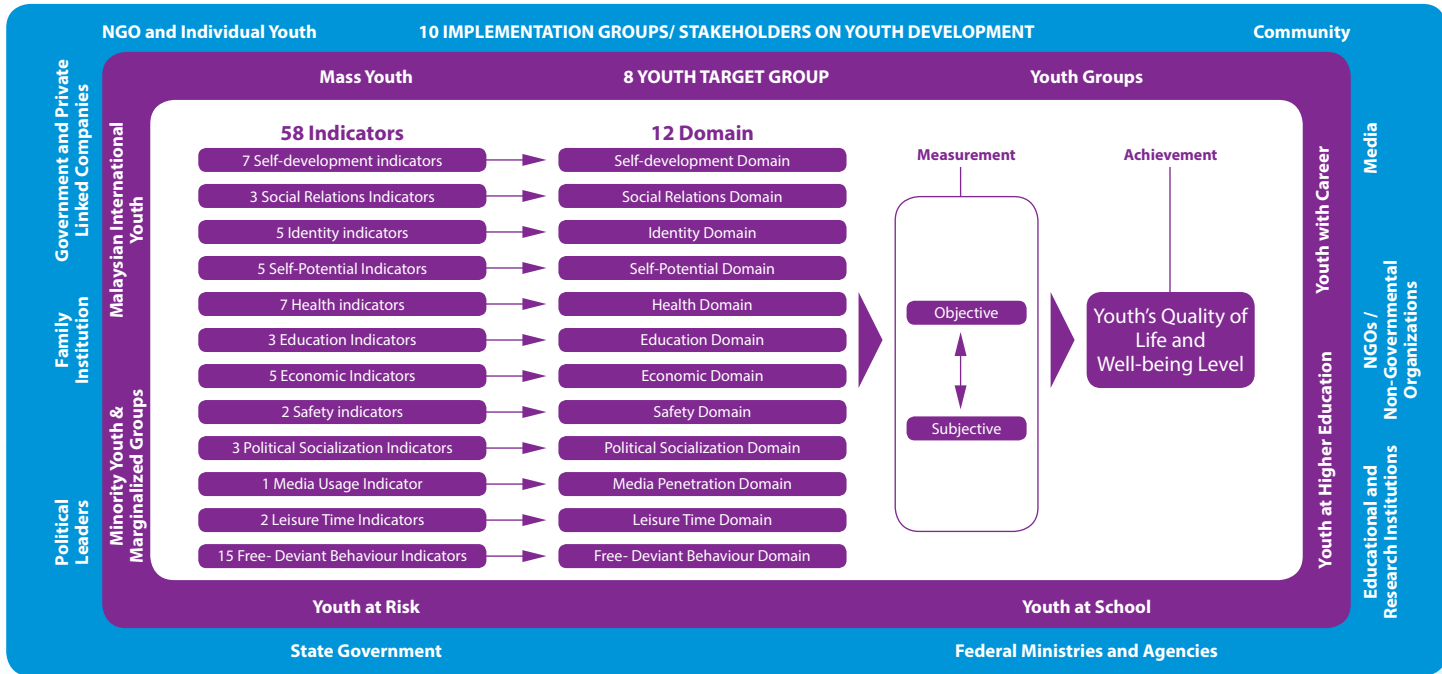 NGO and Individual Youth
10 IMPLEMENTATION GROUPS/ STAKEHOLDERS ON YOUTH DEVELOPMENT
Community
Mass Youth
8 YOUTH TARGET GROUP
Youth Groups
Government and Private
Linked Companies
Family
Institution
Political
Leaders
Malaysian International
Youth
Minority Youth &
Marginalized Groups
58 Indicators
12 Domain
7 Self-development indicators
Self-development Domain
3 Social Relations Indicators
Social Relations Domain
5 Identity indicators
Identity Domain
5 Self-Potential Indicators
Self-Potential Domain
7 Health indicators
Health Domain
3 Education Indicators
Education Domain
5 Economic Indicators
Economic Domain
2 Safety indicators
Safety Domain
3 Political Socialization Indicators
Political Socialization Domain
1 Media Usage Indicator
Media Penetration Domain
2 Leisure Time Indicators
Leisure Time Domain
15 Free- Deviant Behaviour Indicators
Free- Deviant Behaviour Domain
Measurement
Objective
Subjective
Achievement
Youth's Quality of
Life and
Well-being Level
Youth with Career
Youth at Higher Education
Media
NGOs /
Non-Governmental
Organizations
Educational and
Research Institutions
Youth at Risk
Youth at School
State Government
Federal Ministries and Agencies